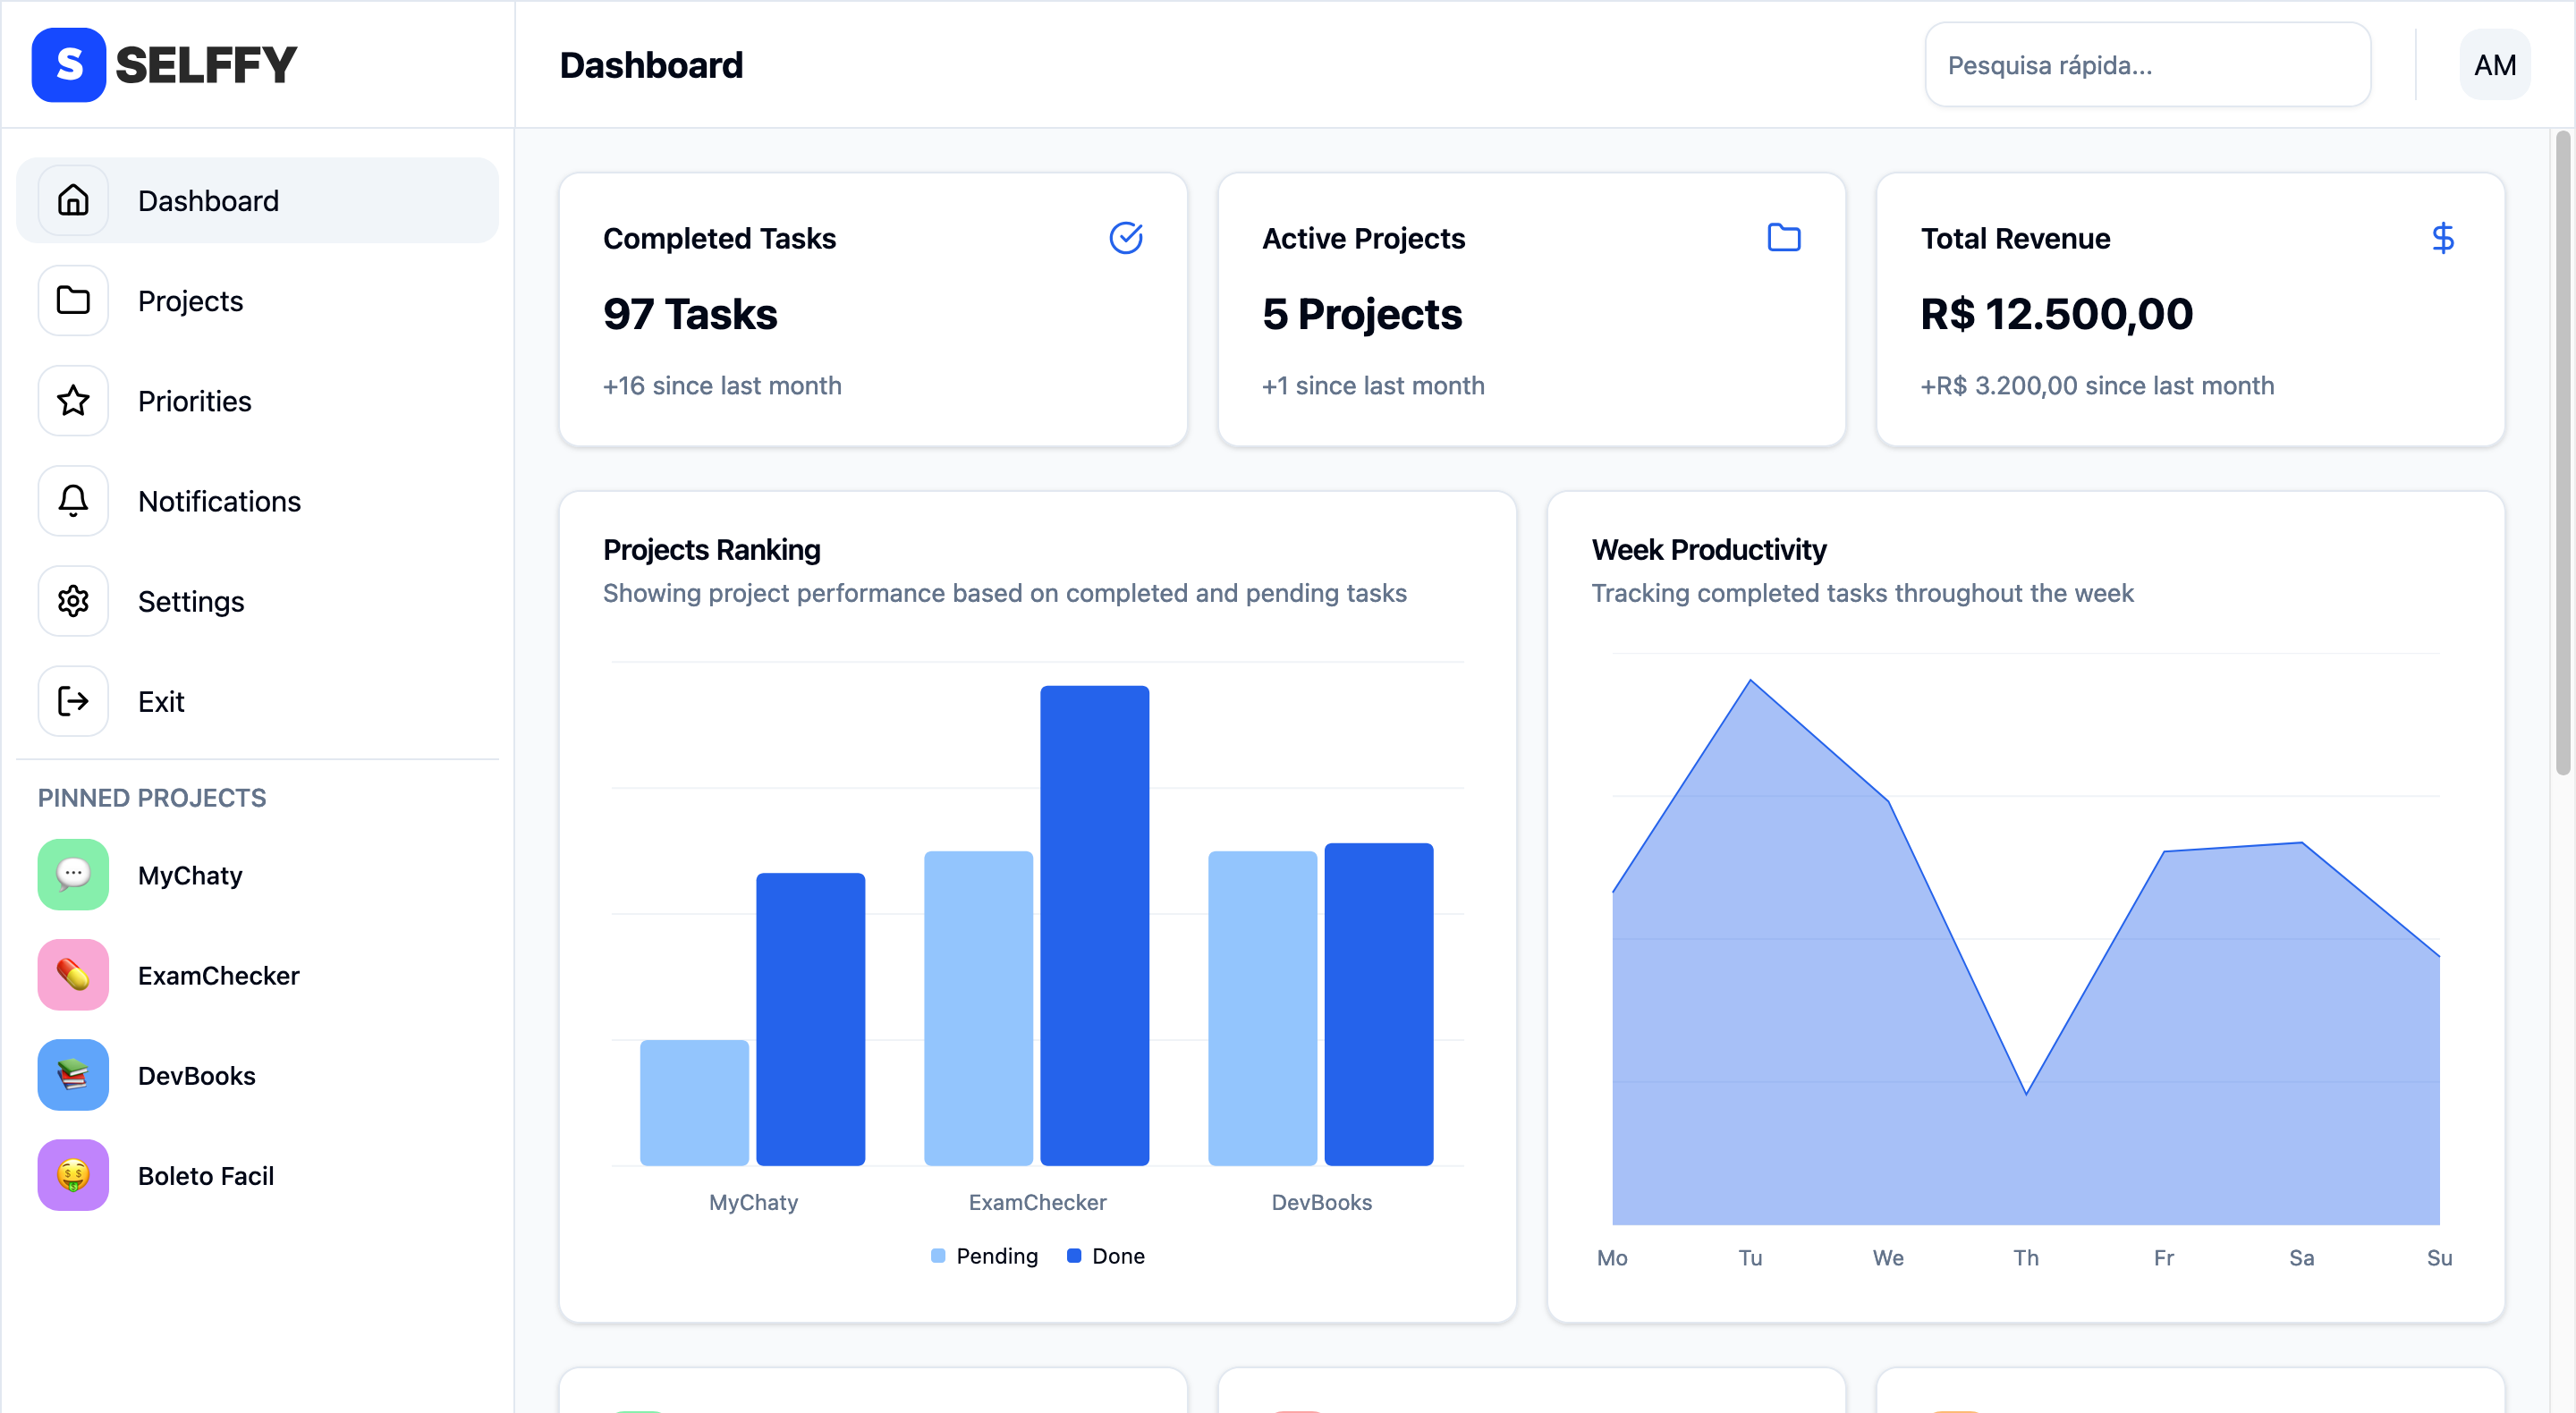 S SELFFY
Dashboard
Pesquisa rápida...
AM
Dashboard
Projects
Priorities
Notifications
Settings
Exit
PINNED PROJECTS
MyChaty
ExamChecker
DevBooks
Boleto Facil
Completed Tasks
97 Tasks
+16 since last month
Active Projects
5 Projects
+1 since last month
Total Revenue
R$ 12.500,00
+R$ 3.200,00 since last month
Projects Ranking
Showing project performance based on completed and pending tasks
MyChaty ExamChecker DevBooks
Pending Done
Week Productivity
Tracking completed tasks throughout the week
Mo Tu We Th Fr Sa Su